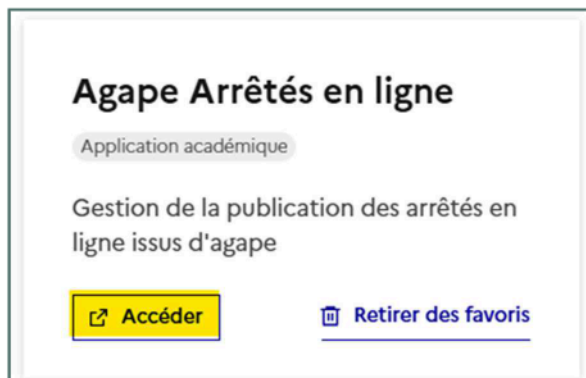 Agape Arrêtés en ligne
Application académique
Gestion de la publication des arrêtés en
ligne issus d'agape
Accéder
Retirer des favoris